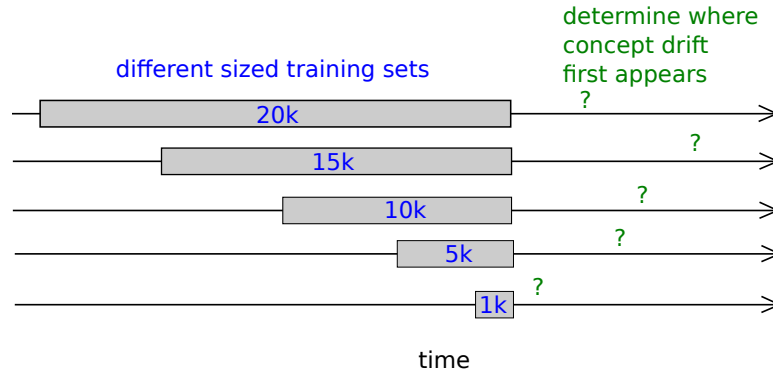 determine where
concept drift
first appears
different sized training sets
?
20k
?
15k
?
10k
?
5k
?
1k
time